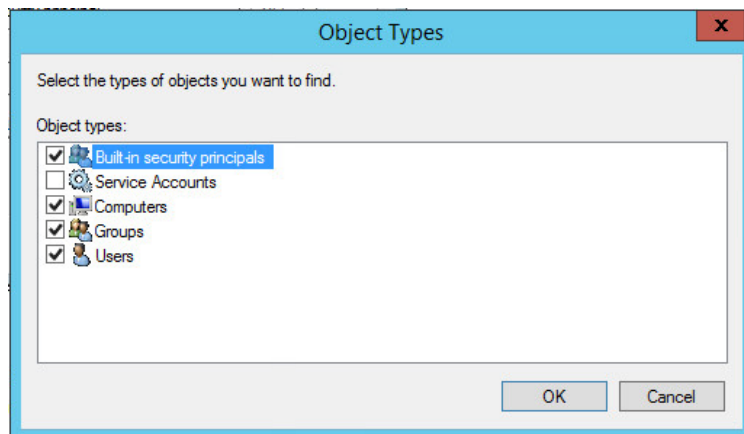 Object Types
x
Select the types of objects you want to find.
Object types:
Built-in security principals
Service Accounts
Computers
Groups
Users
OK Cancel